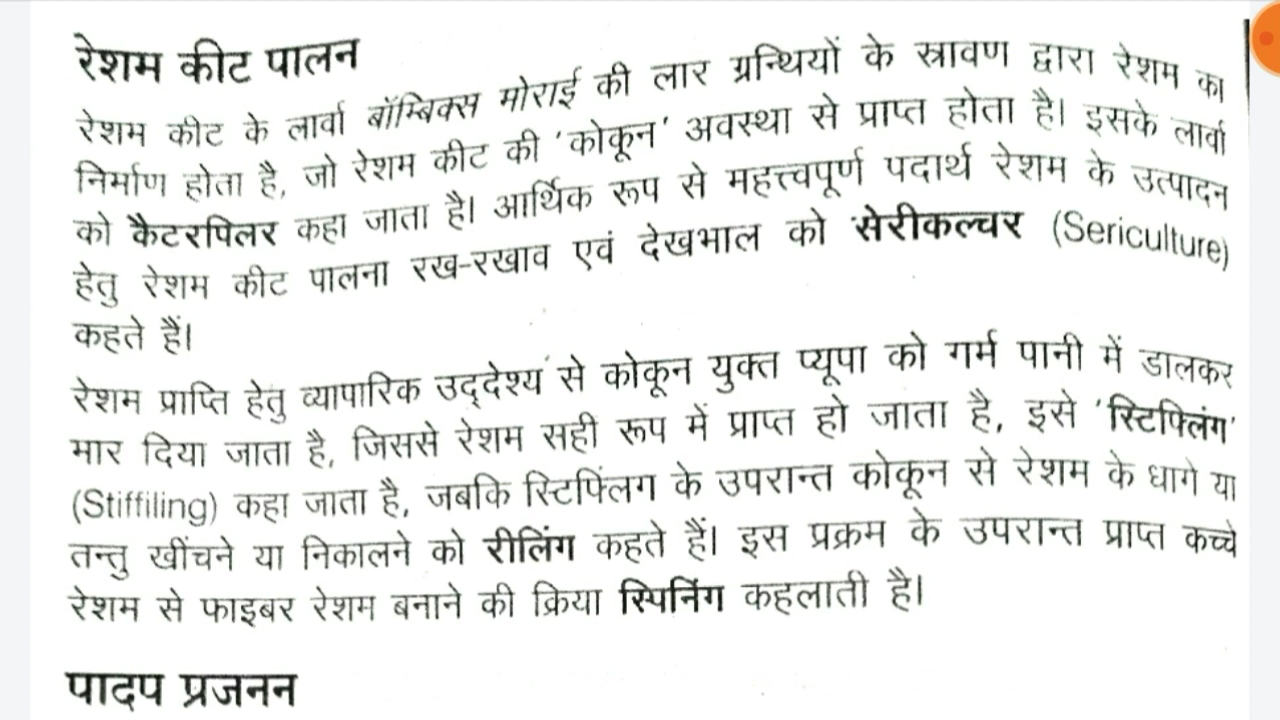 रेशम कीट पालन
रेशम कीट के लार्वा बॉम्बिक्स मोराई की लार ग्रन्थियों के स्रावण द्वारा रेशम का
निर्माण होता है, जो रेशम कीट की 'कोकून' अवस्था से प्राप्त होता है। इसके लार्वा
को कैटरपिलर कहा जाता है। आर्थिक रूप से महत्त्वपूर्ण पदार्थ रेशम के उत्पादन
हेतु रेशम कीट पालना रख-रखाव एवं देखभाल को सेरीकल्चर (Sericulture)
कहते हैं।
रेशम प्राप्ति हेतु व्यापारिक उद्देश्य से कोकून युक्त प्यूपा को गर्म पानी में डालकर
मार दिया जाता है, जिससे रेशम सही रूप में प्राप्त हो जाता है, इसे 'स्टिफ्लिंग'
(Stiffiling) कहा जाता है, जबकि स्टिफ्लिंग के उपरान्त कोकून से रेशम के धागे या
तन्तु खींचने या निकालने को रीलिंग कहते हैं। इस प्रक्रम के उपरान्त प्राप्त कच्चे
रेशम से फाइबर रेशम बनाने की क्रिया स्पिनिंग कहलाती है।
पादप प्रजनन